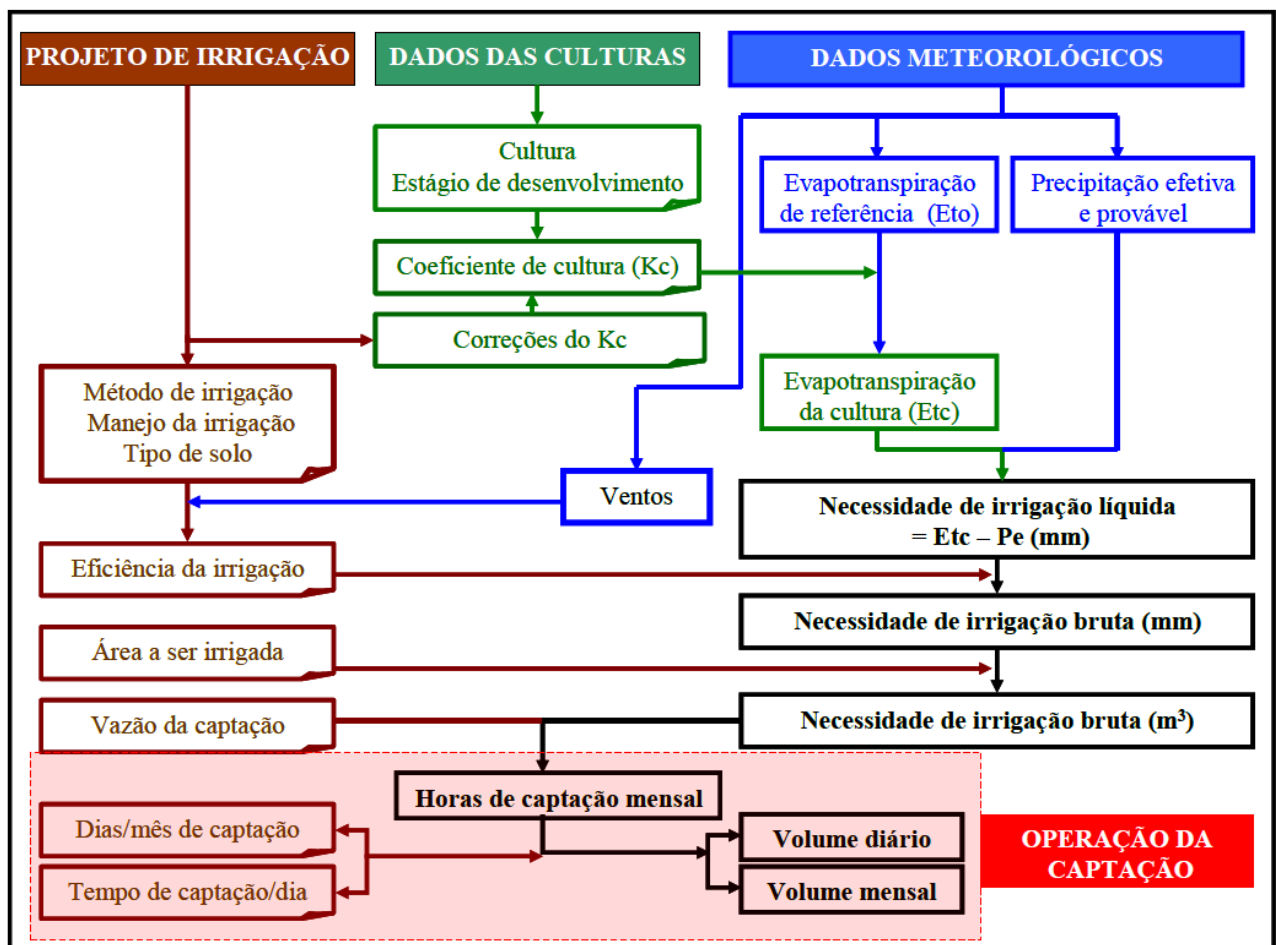 PROJETO DE IRRIGAÇÃO
DADOS DAS CULTURAS
DADOS METEOROLÓGICOS
Cultura
Estágio de desenvolvimento
Evapotranspiração
de referência (Eto)
Precipitação efetiva
e provável
Coeficiente de cultura (Kc)
Correções do Kc
Método de irrigação
Manejo da irrigação
Tipo de solo
Evapotranspiração
da cultura (Etc)
Ventos
Necessidade de irrigação líquida
= Etc – Pe (mm)
Eficiência da irrigação
Necessidade de irrigação bruta (mm)
Área a ser irrigada
Vazão da captação
Necessidade de irrigação bruta (m³)
Horas de captação mensal
Dias/mês de captação
Tempo de captação/dia
Volume diário
Volume mensal
OPERAÇÃO DA
CAPTAÇÃO